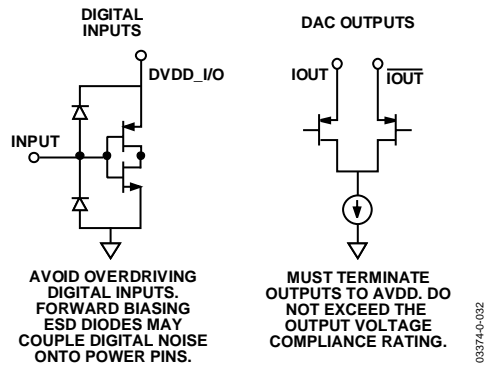 DIGITAL
INPUTS
DVDD_I/O
INPUT
AVOID OVERDRIVING
DIGITAL INPUTS.
FORWARD BIASING
ESD DIODES MAY
COUPLE DIGITAL NOISE
ONTO POWER PINS.
DAC OUTPUTS
IOUT
IOUT
MUST TERMINATE
OUTPUTS TO AVDD. DO
NOT EXCEED THE
OUTPUT VOLTAGE
COMPLIANCE RATING.
03374-0-032